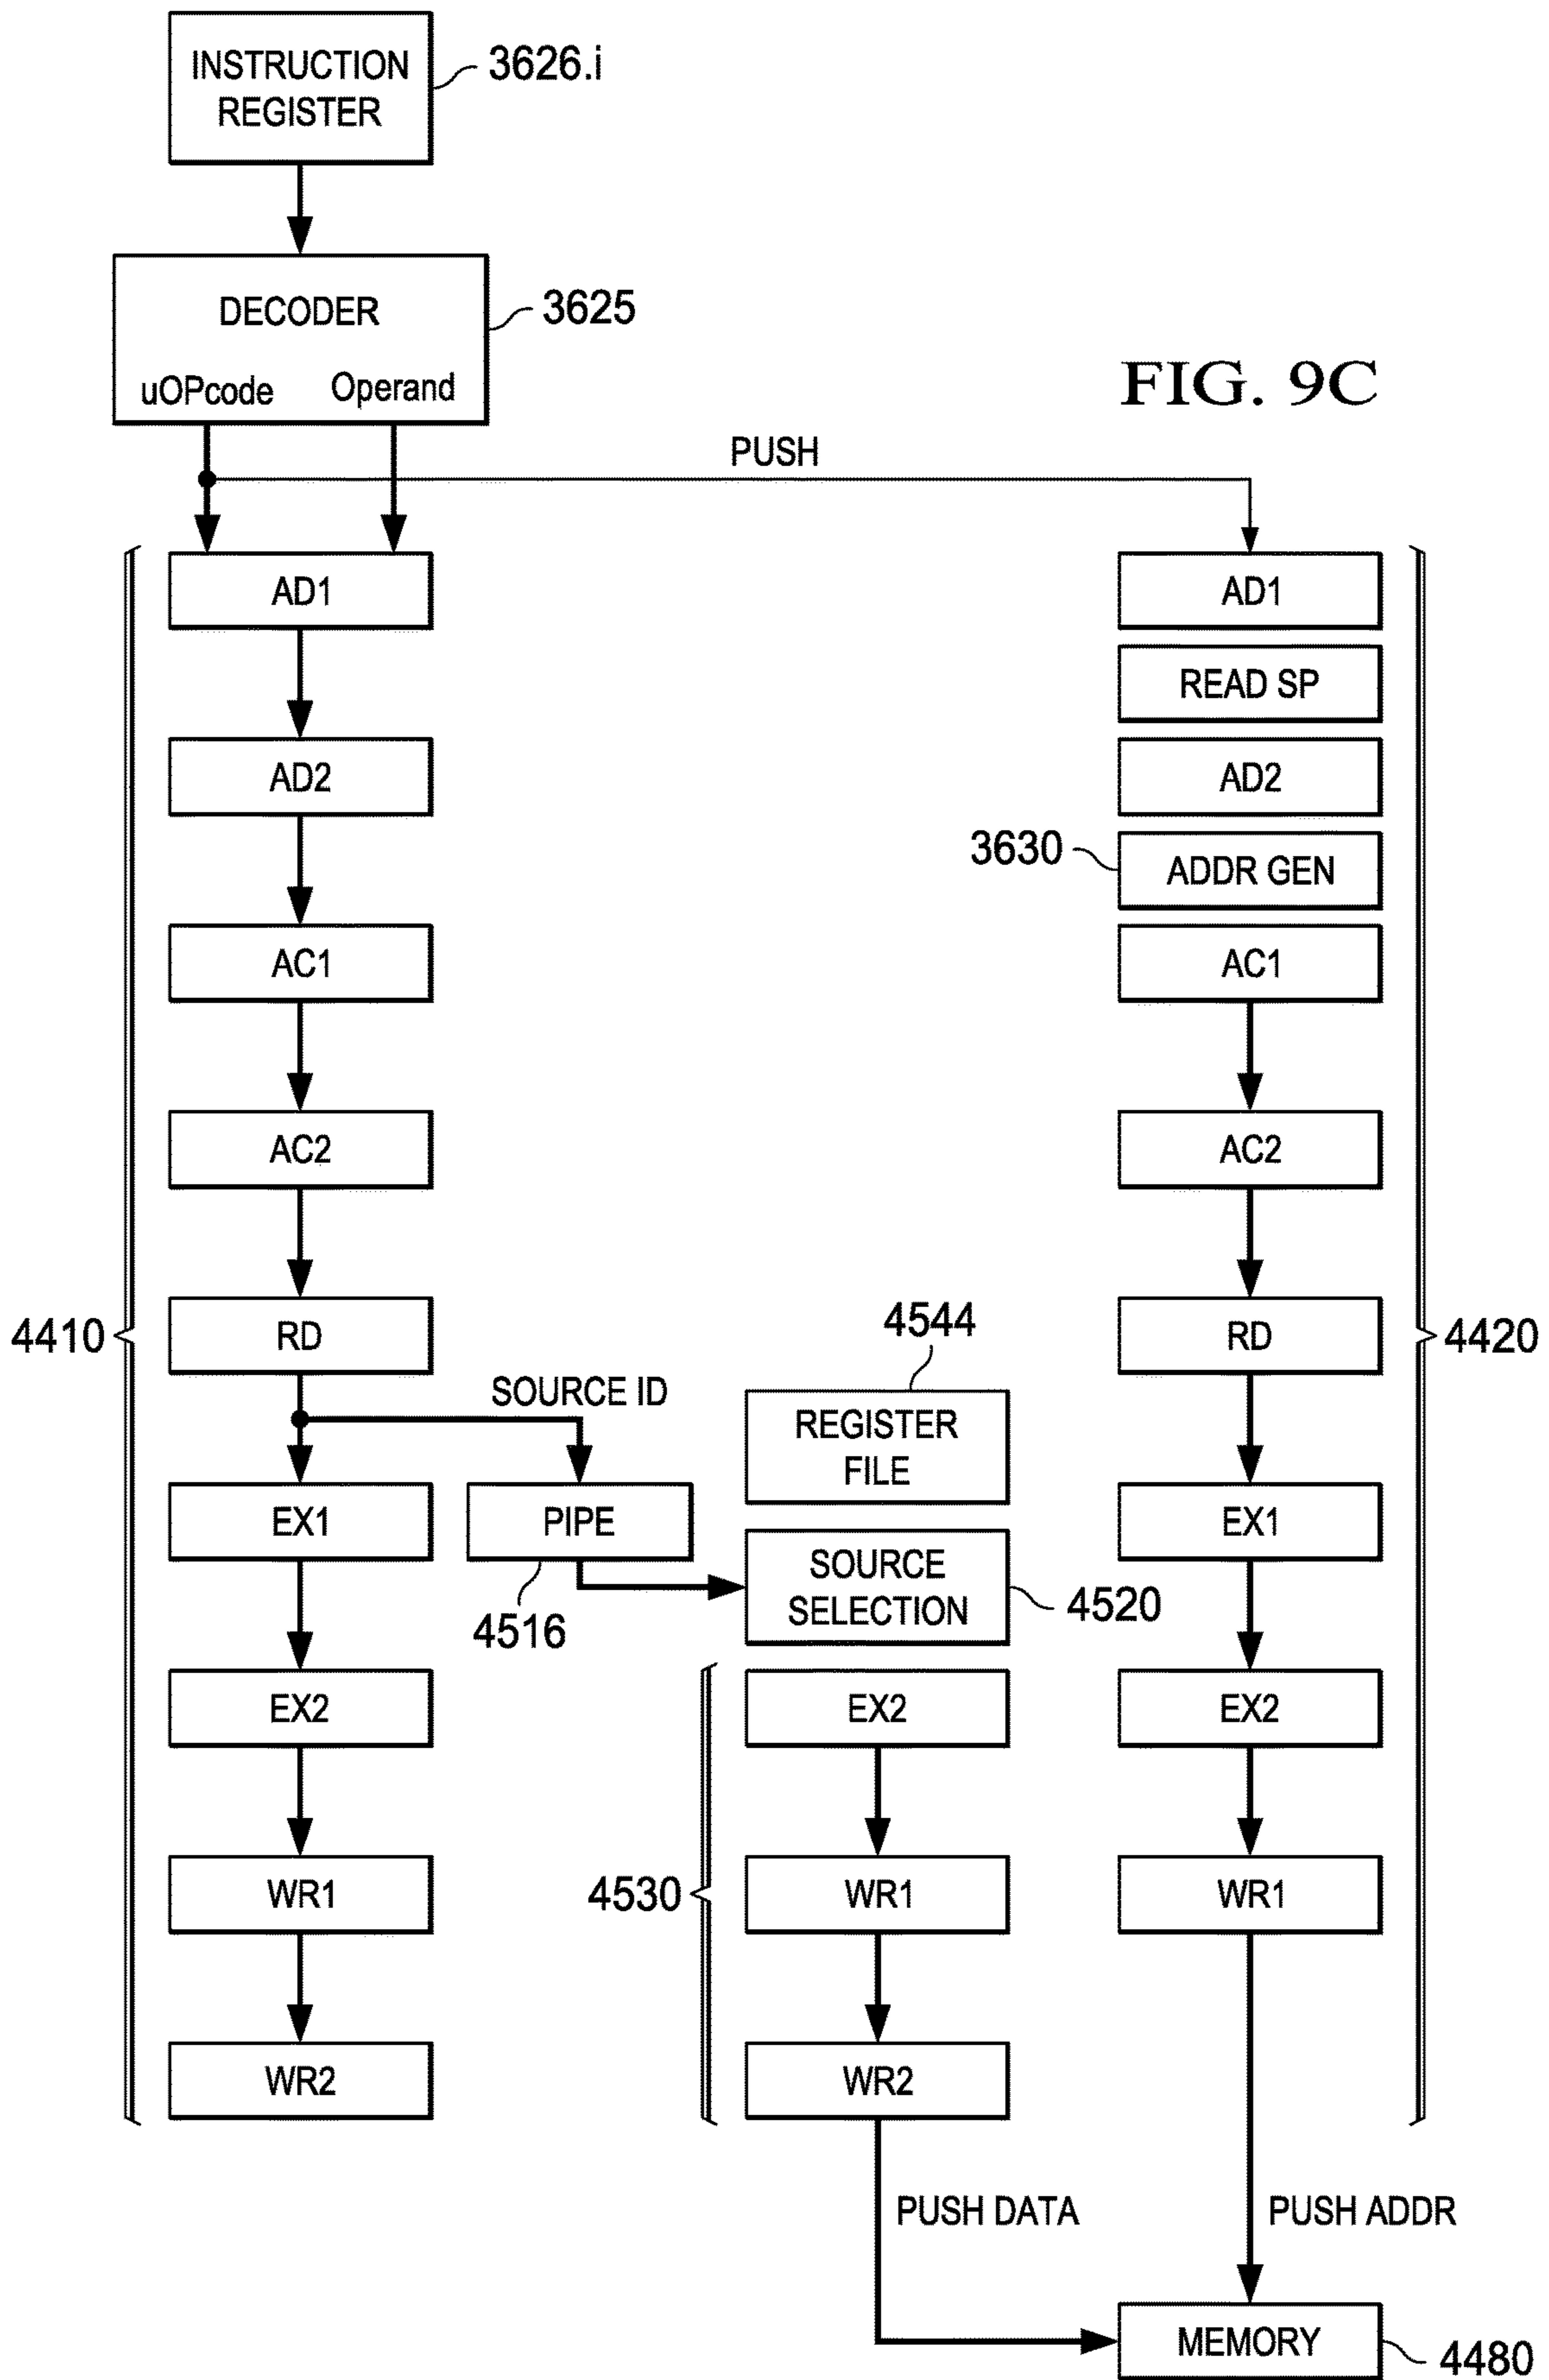 INSTRUCTION
REGISTER
3626.i
DECODER
uOPcode
Operand
3625
FIG. 9C
PUSH
AD1
AD1
READ SP
AD2
AD2
3630
ADDR GEN
AC1
AC1
AC2
AC2
4410
RD
4544
RD
4420
SOURCE ID
REGISTER
FILE
EX1
PIPE
EX1
4516
SOURCE
SELECTION
4520
EX2
EX2
EX2
4530
WR1
WR1
WR1
WR2
WR2
PUSH DATA
PUSH ADDR
MEMORY
4480